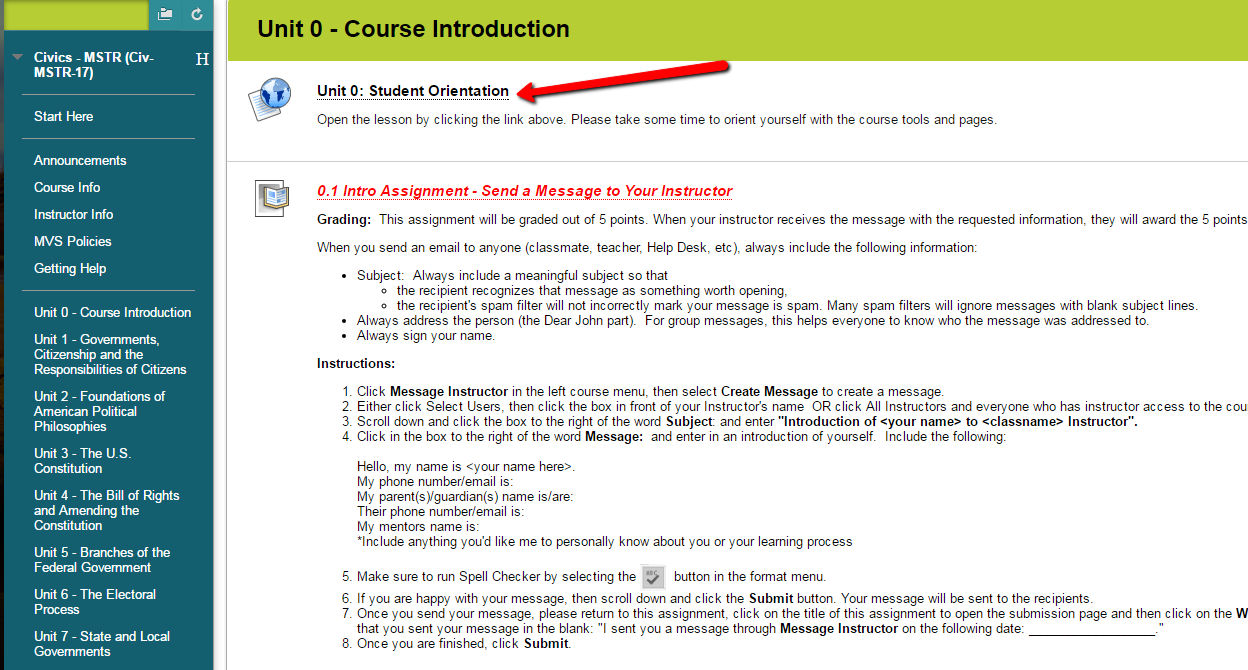 Civics - MSTR (Civ-
MSTR-17)
H
Start Here
Announcements
Course Info
Instructor Info
MVS Policies
Getting Help
Unit 0 - Course Introduction
Unit 1 - Governments,
Citizenship and the
Responsibilities of Citizens
Unit 2 - Foundations of
American Political
Philosophies
Unit 3 - The U.S.
Constitution
Unit 4 - The Bill of Rights
and Amending the
Constitution
Unit 5 - Branches of the
Federal Government
Unit 6 - The Electoral
Process
Unit 7 - State and Local
Governments
Unit 0 - Course Introduction
Unit 0: Student Orientation
Open the lesson by clicking the link above. Please take some time to orient yourself with the course tools and pages.
0.1 Intro Assignment - Send a Message to Your Instructor
Grading: This assignment will be graded out of 5 points. When your instructor receives the message with the requested information, they will award the 5 points
When you send an email to anyone (classmate, teacher, Help Desk, etc), always include the following information:
• Subject: Always include a meaningful subject so that
◦ the recipient recognizes that message as something worth opening,
◦ the recipient's spam filter will not incorrectly mark your message is spam. Many spam filters will ignore messages with blank subject lines.
• Always address the person (the Dear John part). For group messages, this helps everyone to know who the message was addressed to.
• Always sign your name.
Instructions:
1. Click Message Instructor in the left course menu, then select Create Message to create a message.
2. Either click Select Users, then click the box in front of your Instructor's name OR click All Instructors and everyone who has instructor access to the cou
3. Scroll down and click the box to the right of the word Subject: and enter "Introduction of <your name> to <classname> Instructor".
4. Click in the box to the right of the word Message: and enter in an introduction of yourself. Include the following:
Hello, my name is <your name here>.
My phone number/email is:
My parent(s)/guardian(s) name is/are:
Their phone number/email is:
My mentors name is:
*Include anything you'd like me to personally know about you or your learning process
5. Make sure to run Spell Checker by selecting the ABC button in the format menu.
6. If you are happy with your message, then scroll down and click the Submit button. Your message will be sent to the recipients.
7. Once you send your message, please return to this assignment, click on the title of this assignment to open the submission page and then click on the W
that you sent your message in the blank: "I sent you a message through Message Instructor on the following date: __________________."
8. Once you are finished, click Submit.